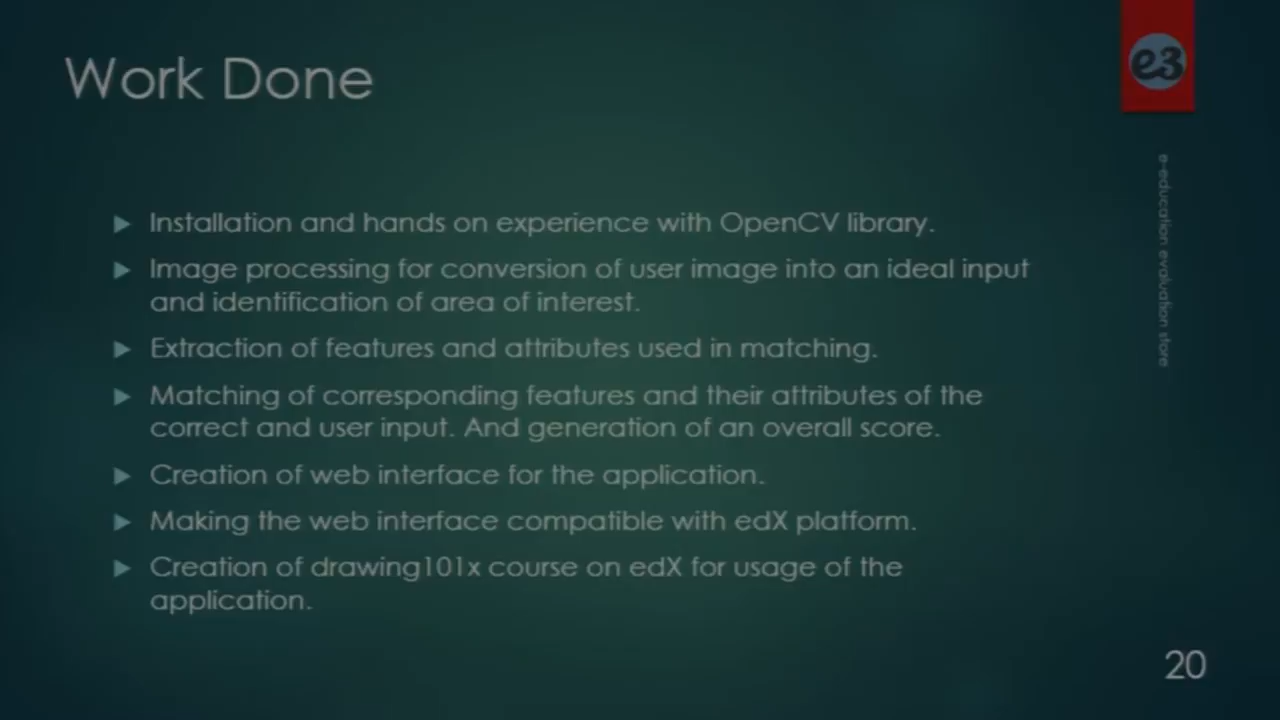 Work Done
e3
e-education evaluation store
Installation and hands on experience with OpenCV library.
Image processing for conversion of user image into an ideal input
and identification of area of interest.
Extraction of features and attributes used in matching.
Matching of corresponding features and their attributes of the
correct and user input. And generation of an overall score.
Creation of web interface for the application.
Making the web interface compatible with edX platform.
Creation of drawing101x course on edX for usage of the
application.
20